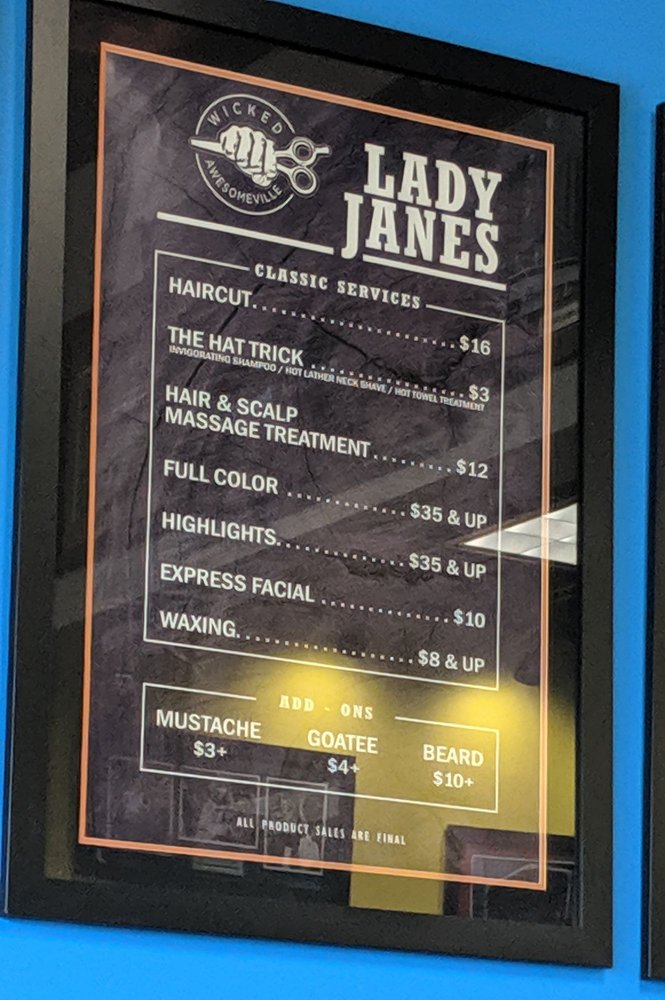 WICKED
AWESOMEVILLE
LADY
JANES
CLASSIC SERVICES
HAIRCUT..................... $16
THE HAT TRICK ................ $3
INVIGORATING SHAMPOO / HOT LATHER NECK SHAVE / HOT TOWEL TREATMENT
HAIR & SCALP
MASSAGE TREATMENT......... $12
FULL COLOR ............ $35 & UP
HIGHLIGHTS............. $35 & UP
EXPRESS FACIAL ............. $10
WAXING.................. $8 & UP
ADD - ONS
MUSTACHE GOATEE BEARD
$3+ $4+ $10+
ALL PRODUCT SALES ARE FINAL